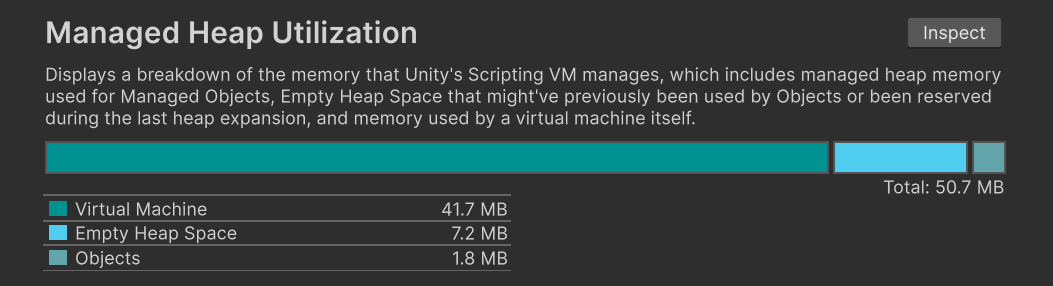 Managed Heap Utilization
Inspect
Displays a breakdown of the memory that Unity's Scripting VM manages, which includes managed heap memory
used for Managed Objects, Empty Heap Space that might've previously been used by Objects or been reserved
during the last heap expansion, and memory used by a virtual machine itself.
Total: 50.7 MB
Virtual Machine 41.7 MB
Empty Heap Space 7.2 MB
Objects 1.8 MB